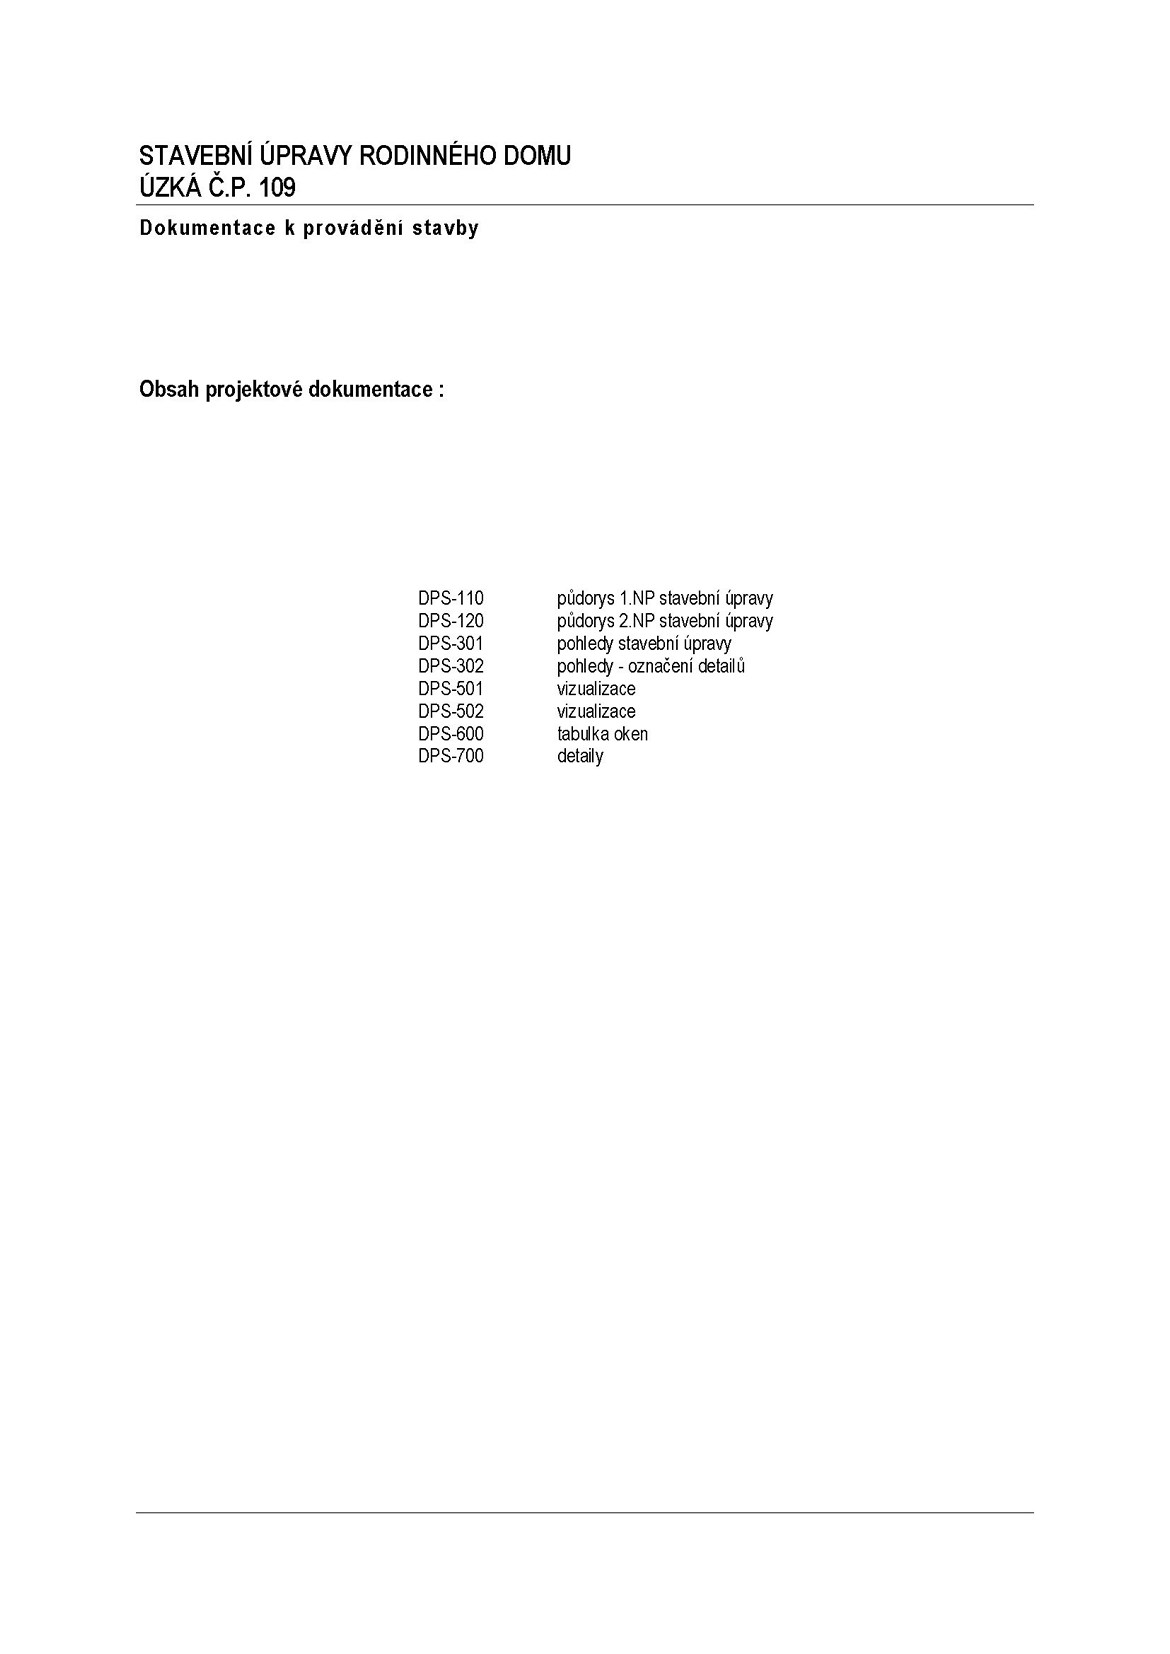 STAVEBNÍ ÚPRAVY RODINNÉHO DOMU
ÚZKÁ Č.P. 109
Dokumentace k provádění stavby
Obsah projektové dokumentace :
DPS-110 půdorys 1.NP stavební úpravy
DPS-120 půdorys 2.NP stavební úpravy
DPS-301 pohledy stavební úpravy
DPS-302 pohledy - označení detailů
DPS-501 vizualizace
DPS-502 vizualizace
DPS-600 tabulka oken
DPS-700 detaily